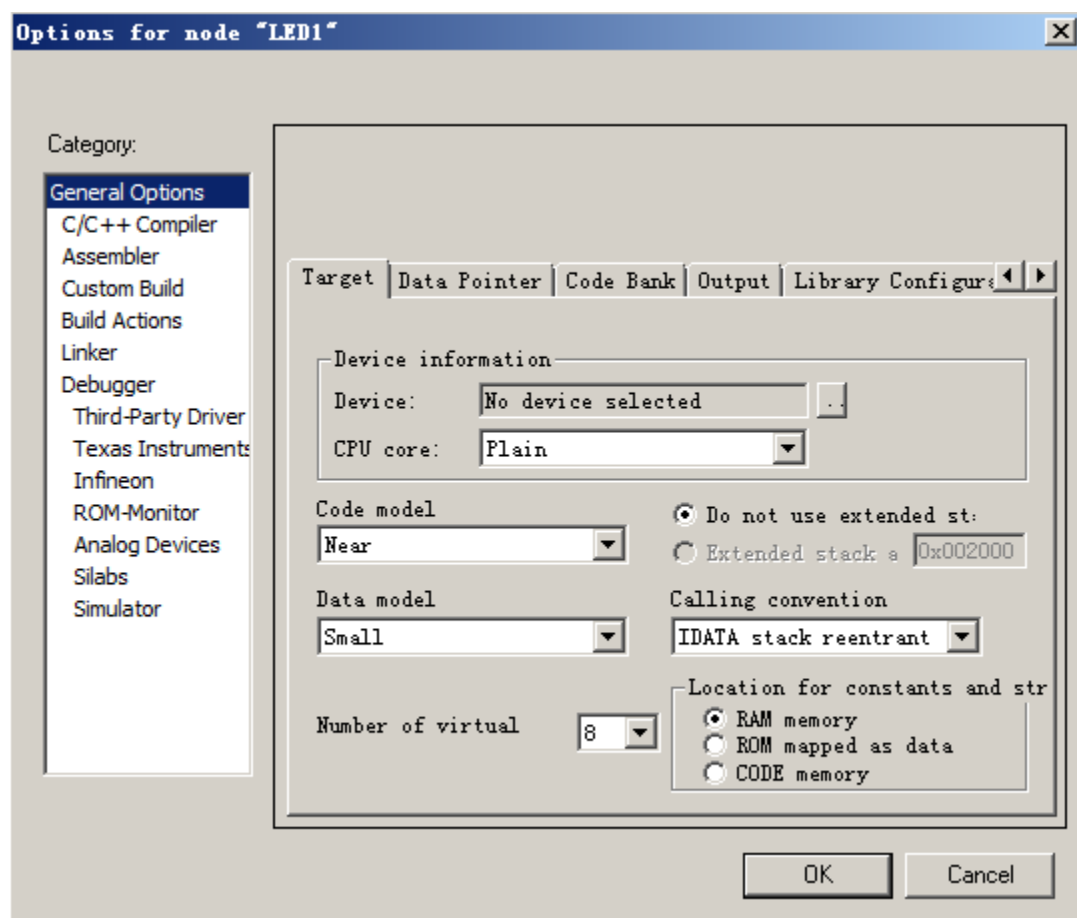 Options for node "LED1"
Category:
General Options
C/C++ Compiler
Assembler
Custom Build
Build Actions
Linker
Debugger
Third-Party Driver
Texas Instruments
Infineon
ROM-Monitor
Analog Devices
Silabs
Simulator
Target
Data Pointer
Code Bank
Output
Library Configura
Device information
Device:
No device selected
..
CPU core:
Plain
Code model
Near
Do not use extended st
Extended stack a
0x002000
Data model
Small
Calling convention
IDATA stack reentrant
Number of virtual
8
Location for constants and str
RAM memory
ROM mapped as data
CODE memory
OK
Cancel